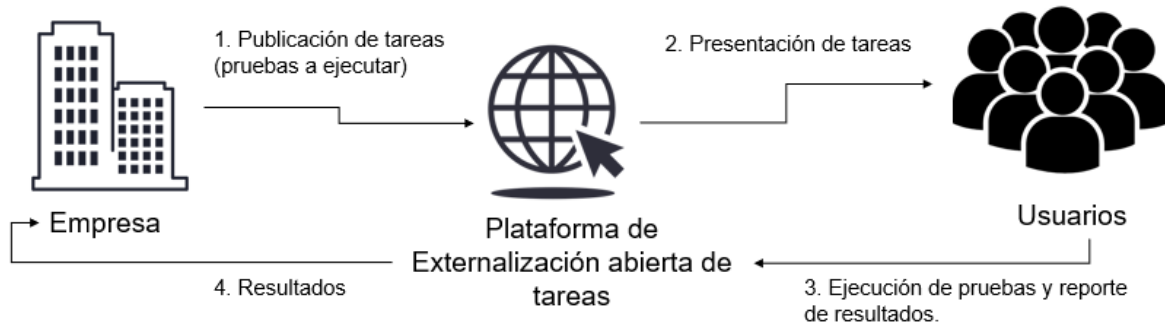 1. Publicación de tareas
(pruebas a ejecutar)
2. Presentación de tareas
Empresa
Plataforma de
Externalización abierta de
tareas
Usuarios
4. Resultados
3. Ejecución de pruebas y reporte
de resultados.